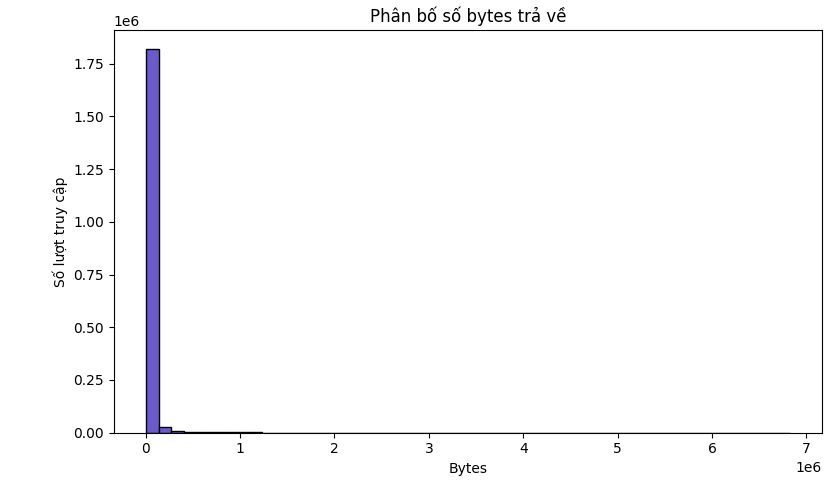 Phân bố số bytes trả về
1e6
1.75
1.50
1.25
1.00
0.75
0.50
0.25
0.00
Số lượt truy cập
0 1 2 3 4 5 6 7
1e6
Bytes